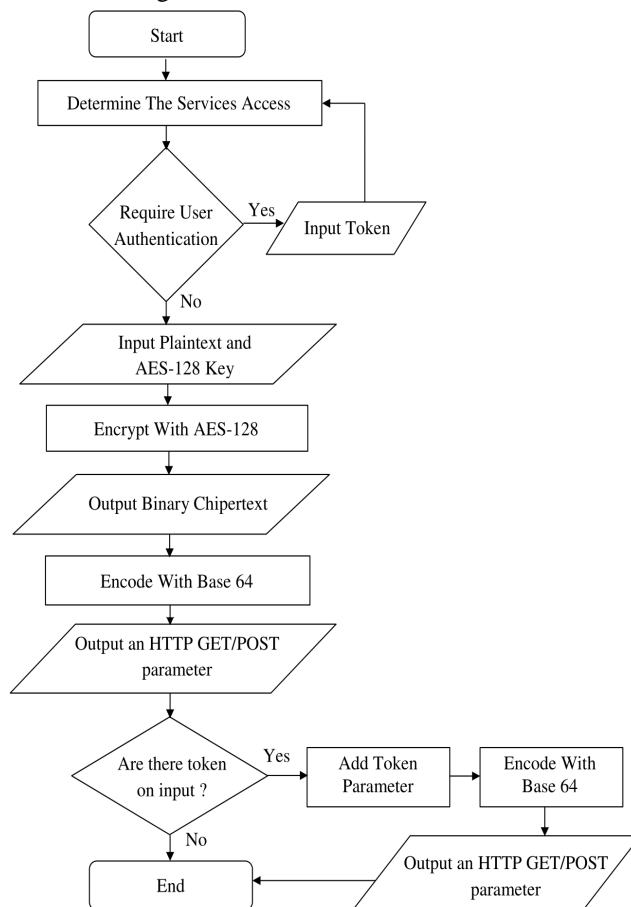 Start
Determine The Services Access
Require User
Authentication
Yes
Input Token
No
Input Plaintext and
AES-128 Key
Encrypt With AES-128
Output Binary Chipertext
Encode With Base 64
Output an HTTP GET/POST
parameter
Are there token
on input ?
Yes
Add Token
Parameter
Encode With
Base 64
No
Output an HTTP GET/POST
parameter
End